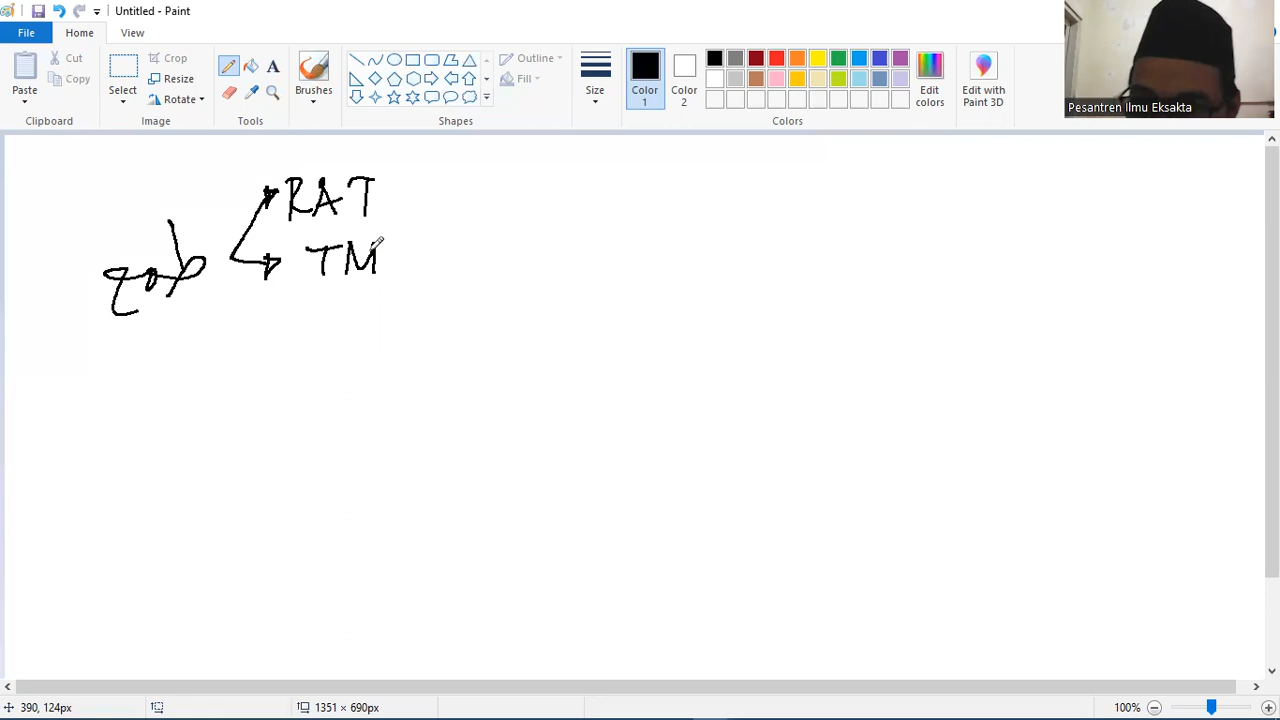 Untitled - Paint
File
Home
View
Paste
Cut
Copy
Clipboard
Select
Crop
Resize
Rotate
Image
A
Tools
Brushes
Shapes
Outline
Fill
Size
Color 1
Color 2
Edit colors
Edit with Paint 3D
Colors
Pesantren Ilmu Eksakta
RAT
TM
390, 124px
1351 × 690px
100%